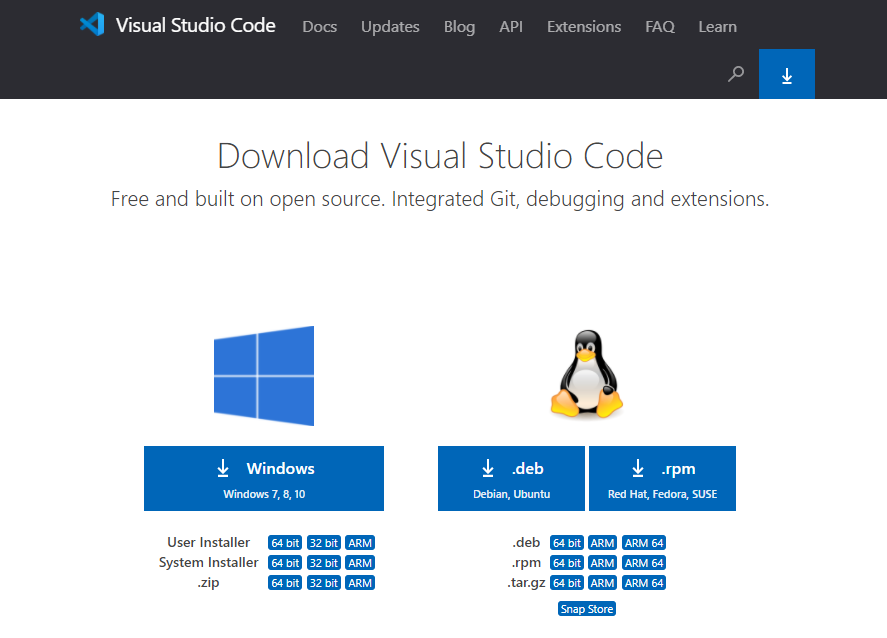 Visual Studio Code Docs Updates Blog API Extensions FAQ Learn
Download Visual Studio Code
Free and built on open source. Integrated Git, debugging and extensions.
Windows
Windows 7, 8, 10
.deb
Debian, Ubuntu
.rpm
Red Hat, Fedora, SUSE
User Installer 64 bit 32 bit ARM
System Installer 64 bit 32 bit ARM
.zip 64 bit 32 bit ARM
.deb 64 bit ARM ARM 64
.rpm 64 bit ARM ARM 64
.tar.gz 64 bit ARM ARM 64
Snap Store